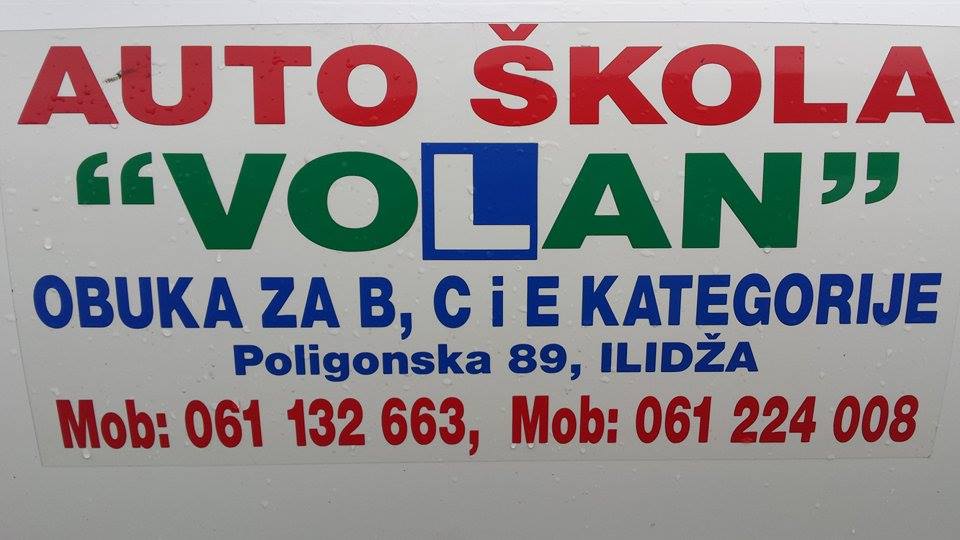 AUTO ŠKOLA
“VOLAN”
OBUKA ZA B, C i E KATEGORIJE
Poligonska 89, ILIDŽA
Mob: 061 132 663, Mob: 061 224 008